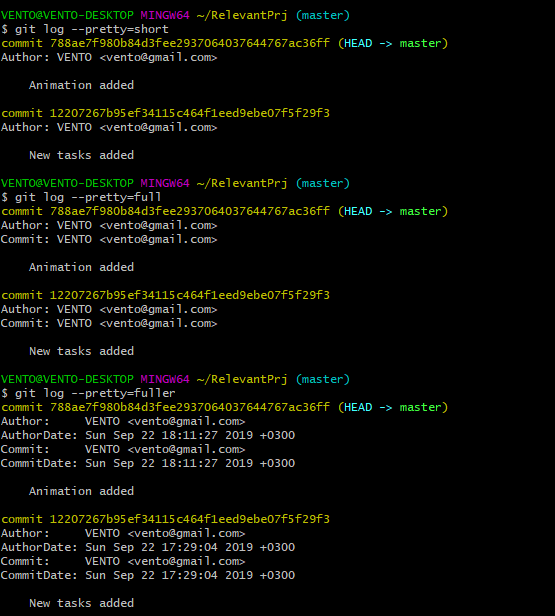 VENTO@VENTO-DESKTOP MINGW64 ~/RelevantPrj (master)
$ git log --pretty=short
commit 788ae7f980b84d3fee2937064037644767ac36ff (HEAD -> master)
Author: VENTO <vento@gmail.com>
Animation added
commit 12207267b95ef34115c464f1eed9ebe07f5f29f3
Author: VENTO <vento@gmail.com>
New tasks added
VENTO@VENTO-DESKTOP MINGW64 ~/RelevantPrj (master)
$ git log --pretty=full
commit 788ae7f980b84d3fee2937064037644767ac36ff (HEAD -> master)
Author: VENTO <vento@gmail.com>
Commit: VENTO <vento@gmail.com>
Animation added
commit 12207267b95ef34115c464f1eed9ebe07f5f29f3
Author: VENTO <vento@gmail.com>
Commit: VENTO <vento@gmail.com>
New tasks added
VENTO@VENTO-DESKTOP MINGW64 ~/RelevantPrj (master)
$ git log --pretty=fuller
commit 788ae7f980b84d3fee2937064037644767ac36ff (HEAD -> master)
Author:     VENTO <vento@gmail.com>
AuthorDate: Sun Sep 22 18:11:27 2019 +0300
Commit:     VENTO <vento@gmail.com>
CommitDate: Sun Sep 22 18:11:27 2019 +0300
Animation added
commit 12207267b95ef34115c464f1eed9ebe07f5f29f3
Author:     VENTO <vento@gmail.com>
AuthorDate: Sun Sep 22 17:29:04 2019 +0300
Commit:     VENTO <vento@gmail.com>
CommitDate: Sun Sep 22 17:29:04 2019 +0300
New tasks added